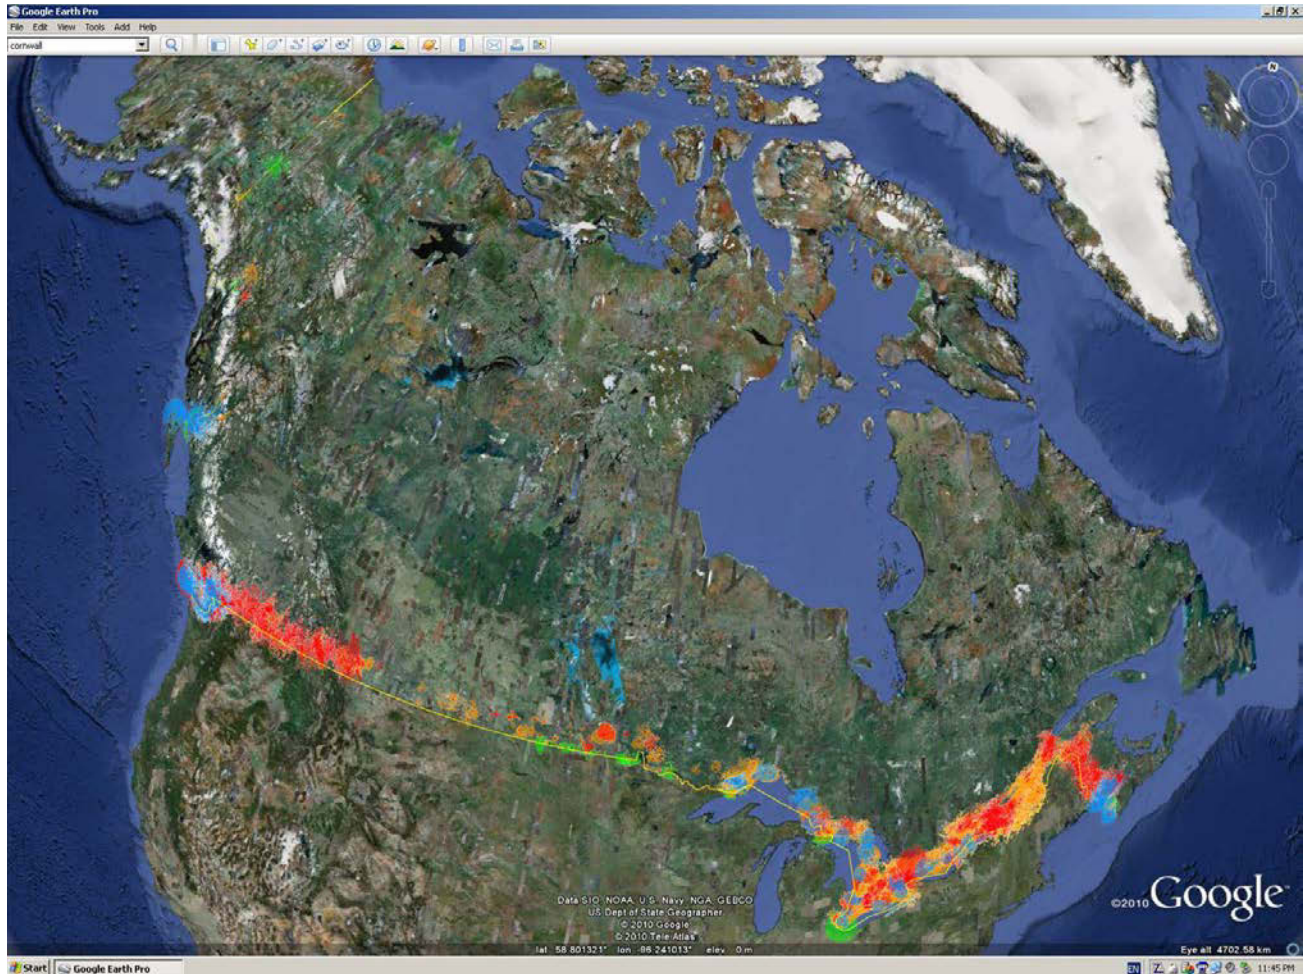 Google Earth Pro
File Edit View Tools Add Help
cornwall
N
Data SIO, NOAA, U.S. Navy, NGA, GEBCO
US Dept of State Geographer
© 2010 Google
© 2010 Tele Atlas
©2010 Google
lat 58.801321° lon -96.241013° elev 0 m
Eye alt 4702.58 km
Start Google Earth Pro EN 11:45 PM